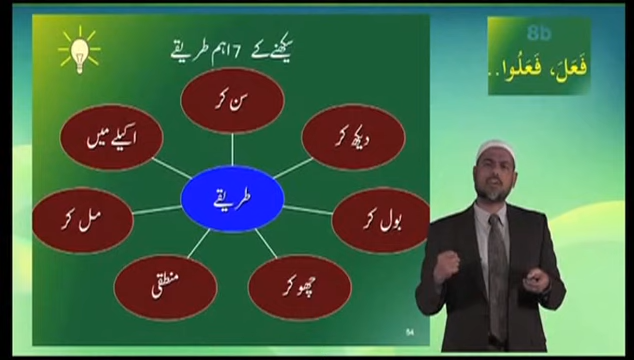 8b
فَعَلَ، فَعَلُوا..
سیکھنے کے 7 اہم طریقے
سن کر
دیکھ کر
بول کر
چھو کر
منطقی
مل کر
اکیلے میں
طریقے
54